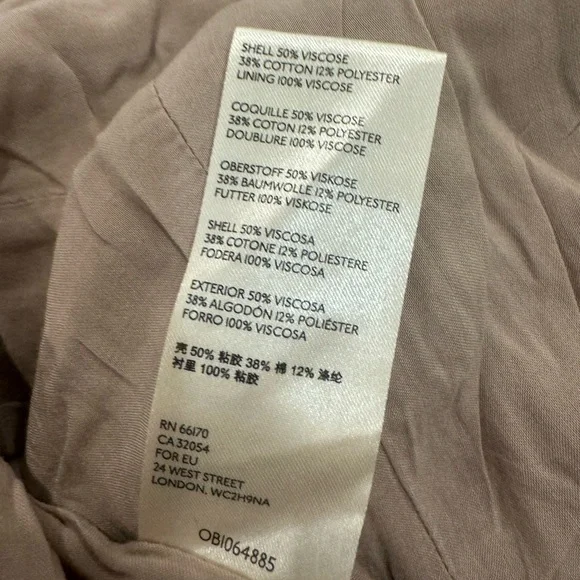 SHELL 50% VISCOSE
38% COTTON 12% POLYESTER
LINING 100% VISCOSE
COQUILLE 50% VISCOSE
38% COTON 12% POLYESTER
DOUBLURE 100% VISCOSE
OBERSTOFF 50% VISKOSE
38% BAUMWOLLE 12% POLYESTER
FUTTER 100% VISKOSE
SHELL 50% VISCOSA
38% COTONE 12% POLIESTERE
FODERA 100% VISCOSA
EXTERIOR 50% VISCOSA
38% ALGODÓN 12% POLIÉSTER
FORRO 100% VISCOSA
壳 50% 粘胶 38% 棉 12% 涤纶
衬里 100% 粘胶
RN 66170
CA 32054
FOR EU
24 WEST STREET
LONDON, WC2H9NA
OB1064885